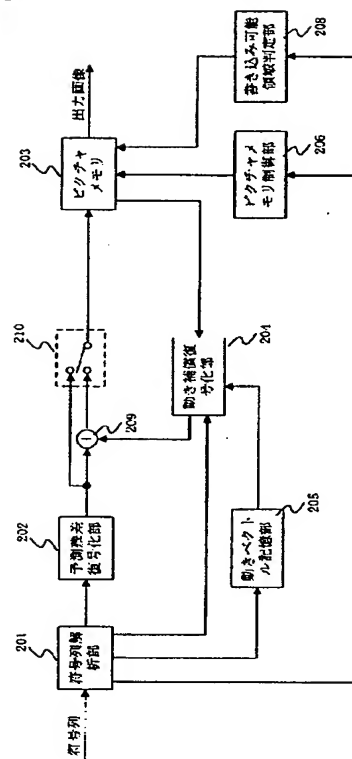 符号列
201
符号列解
析部
202
予測残差
復号化部
209
210
203
ピクチャ
メモリ
出力画像
204
動き補償復
号化部
205
動きベクト
ル記憶部
206
ピクチャメ
モリ制御部
208
書き込み可能
領域判定部